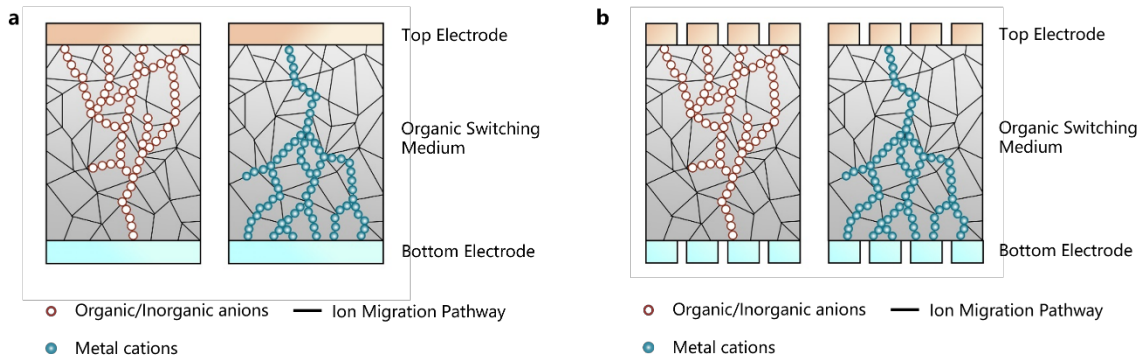 a
Top Electrode
Organic Switching
Medium
Bottom Electrode
Organic/Inorganic anions
Ion Migration Pathway
Metal cations
b
Top Electrode
Organic Switching
Medium
Bottom Electrode
Organic/Inorganic anions
Ion Migration Pathway
Metal cations